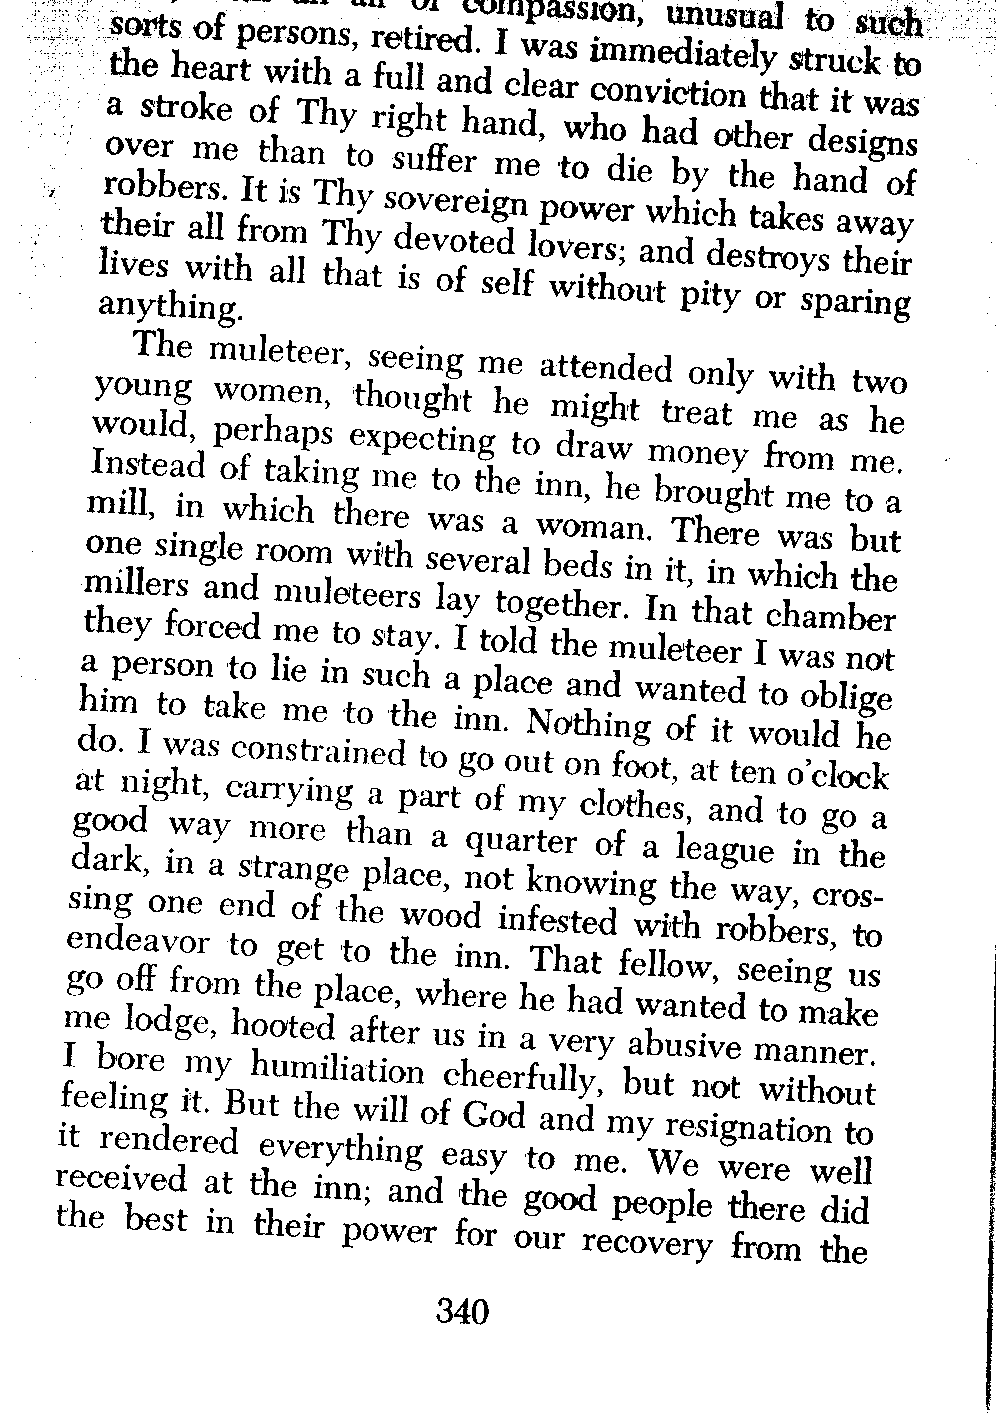 an air of compassion, unusual to such
sorts of persons, retired. I was immediately struck to
the heart with a full and clear conviction that it was
a stroke of Thy right hand, who had other designs
over me than to suffer me to die by the hand of
robbers. It is Thy sovereign power which takes away
their all from Thy devoted lovers; and destroys their
lives with all that is of self without pity or sparing
anything.
The muleteer, seeing me attended only with two
young women, thought he might treat me as he
would, perhaps expecting to draw money from me.
Instead of taking me to the inn, he brought me to a
mill, in which there was a woman. There was but
one single room with several beds in it, in which the
millers and muleteers lay together. In that chamber
they forced me to stay. I told the muleteer I was not
a person to lie in such a place and wanted to oblige
him to take me to the inn. Nothing of it would he
do. I was constrained to go out on foot, at ten o'clock
at night, carrying a part of my clothes, and to go a
good way more than a quarter of a league in the
dark, in a strange place, not knowing the way, cros-
sing one end of the wood infested with robbers, to
endeavor to get to the inn. That fellow, seeing us
go off from the place, where he had wanted to make
me lodge, hooted after us in a very abusive manner.
I bore my humiliation cheerfully, but not without
feeling it. But the will of God and my resignation to
it rendered everything easy to me. We were well
received at the inn; and the good people there did
the best in their power for our recovery from the
340